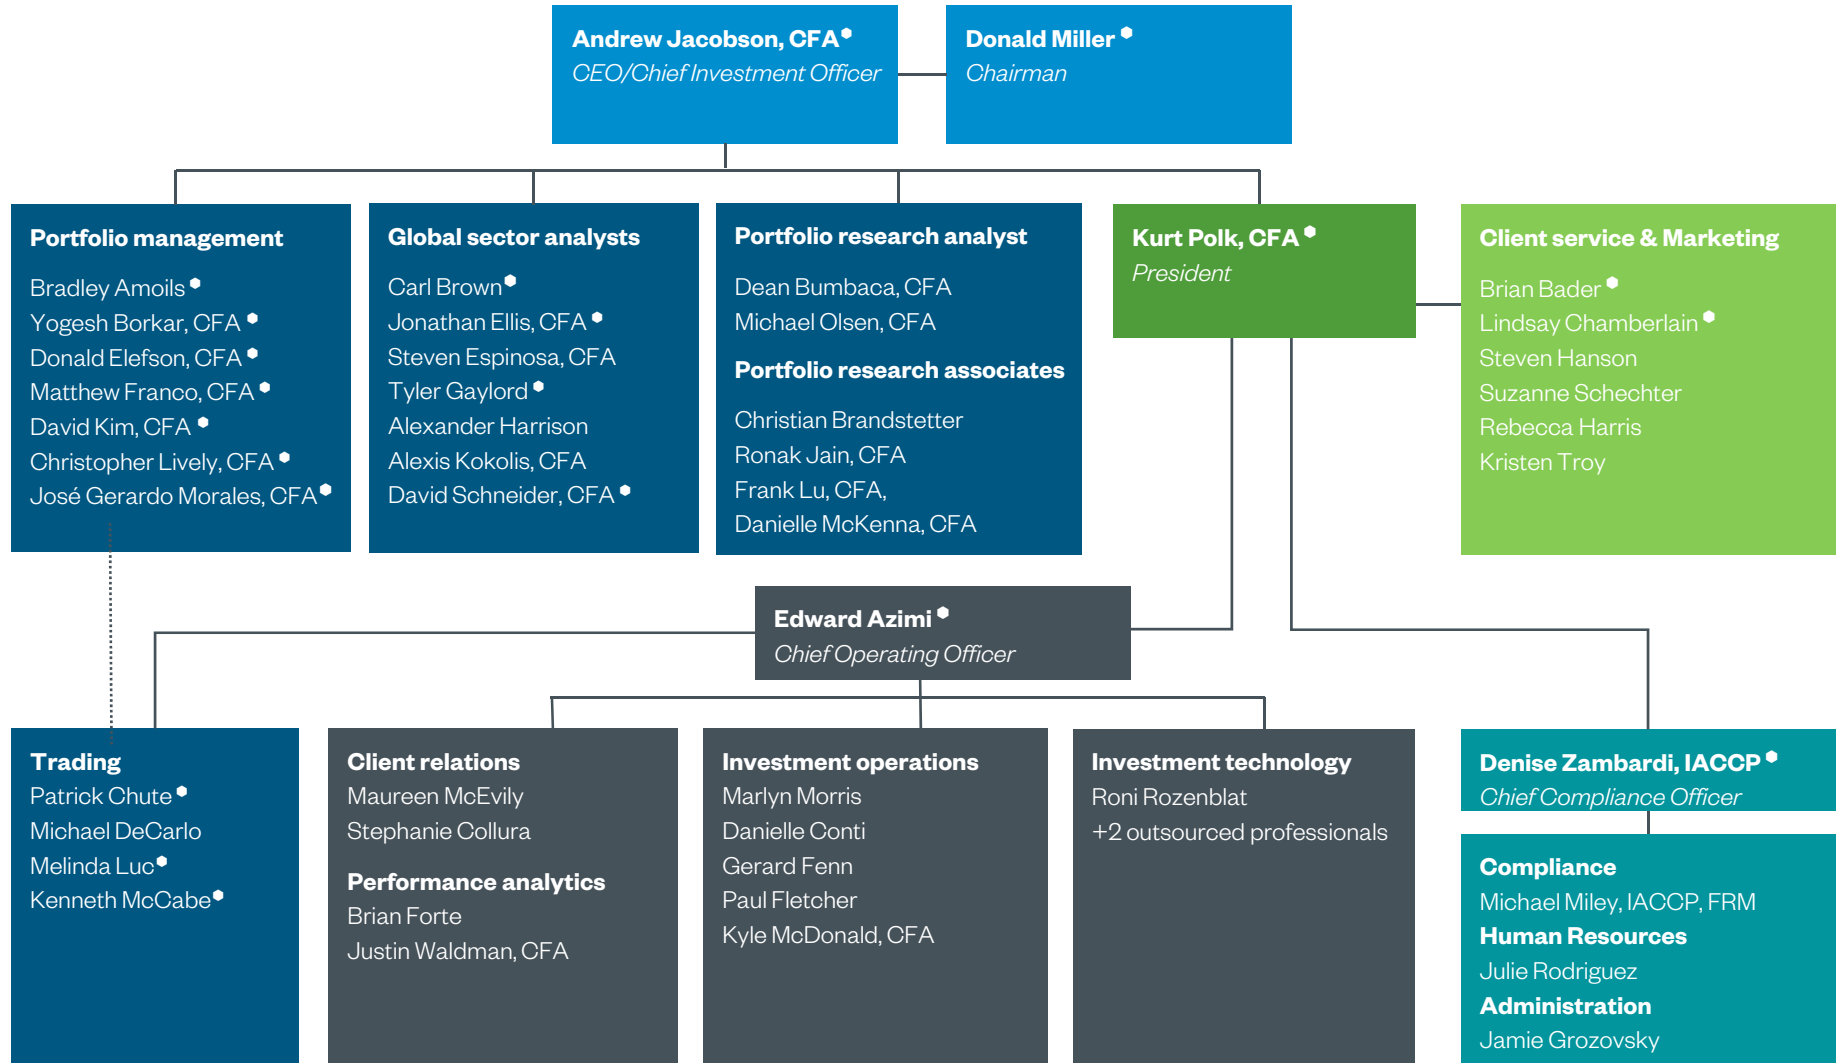 Andrew Jacobson, CFA
CEO/Chief Investment Officer
Donald Miller
Chairman
Portfolio management
Bradley Amoils
Yogesh Borkar, CFA
Donald Elefson, CFA
Matthew Franco, CFA
David Kim, CFA
Christopher Lively, CFA
José Gerardo Morales, CFA
Global sector analysts
Carl Brown
Jonathan Ellis, CFA
Steven Espinosa, CFA
Tyler Gaylord
Alexander Harrison
Alexis Kokolis, CFA
David Schneider, CFA
Portfolio research analyst
Dean Bumbaca, CFA
Michael Olsen, CFA
Portfolio research associates
Christian Brandstetter
Ronak Jain, CFA
Frank Lu, CFA,
Danielle McKenna, CFA
Kurt Polk, CFA
President
Client service & Marketing
Brian Bader
Lindsay Chamberlain
Steven Hanson
Suzanne Schechter
Rebecca Harris
Kristen Troy
Edward Azimi
Chief Operating Officer
Trading
Patrick Chute
Michael DeCarlo
Melinda Luc
Kenneth McCabe
Client relations
Maureen McEvily
Stephanie Collura
Performance analytics
Brian Forte
Justin Waldman, CFA
Investment operations
Marlyn Morris
Danielle Conti
Gerard Fenn
Paul Fletcher
Kyle McDonald, CFA
Investment technology
Roni Rozenblat
+2 outsourced professionals
Denise Zambardi, IACCP
Chief Compliance Officer
Compliance
Michael Miley, IACCP, FRM
Human Resources
Julie Rodriguez
Administration
Jamie Grozovsky